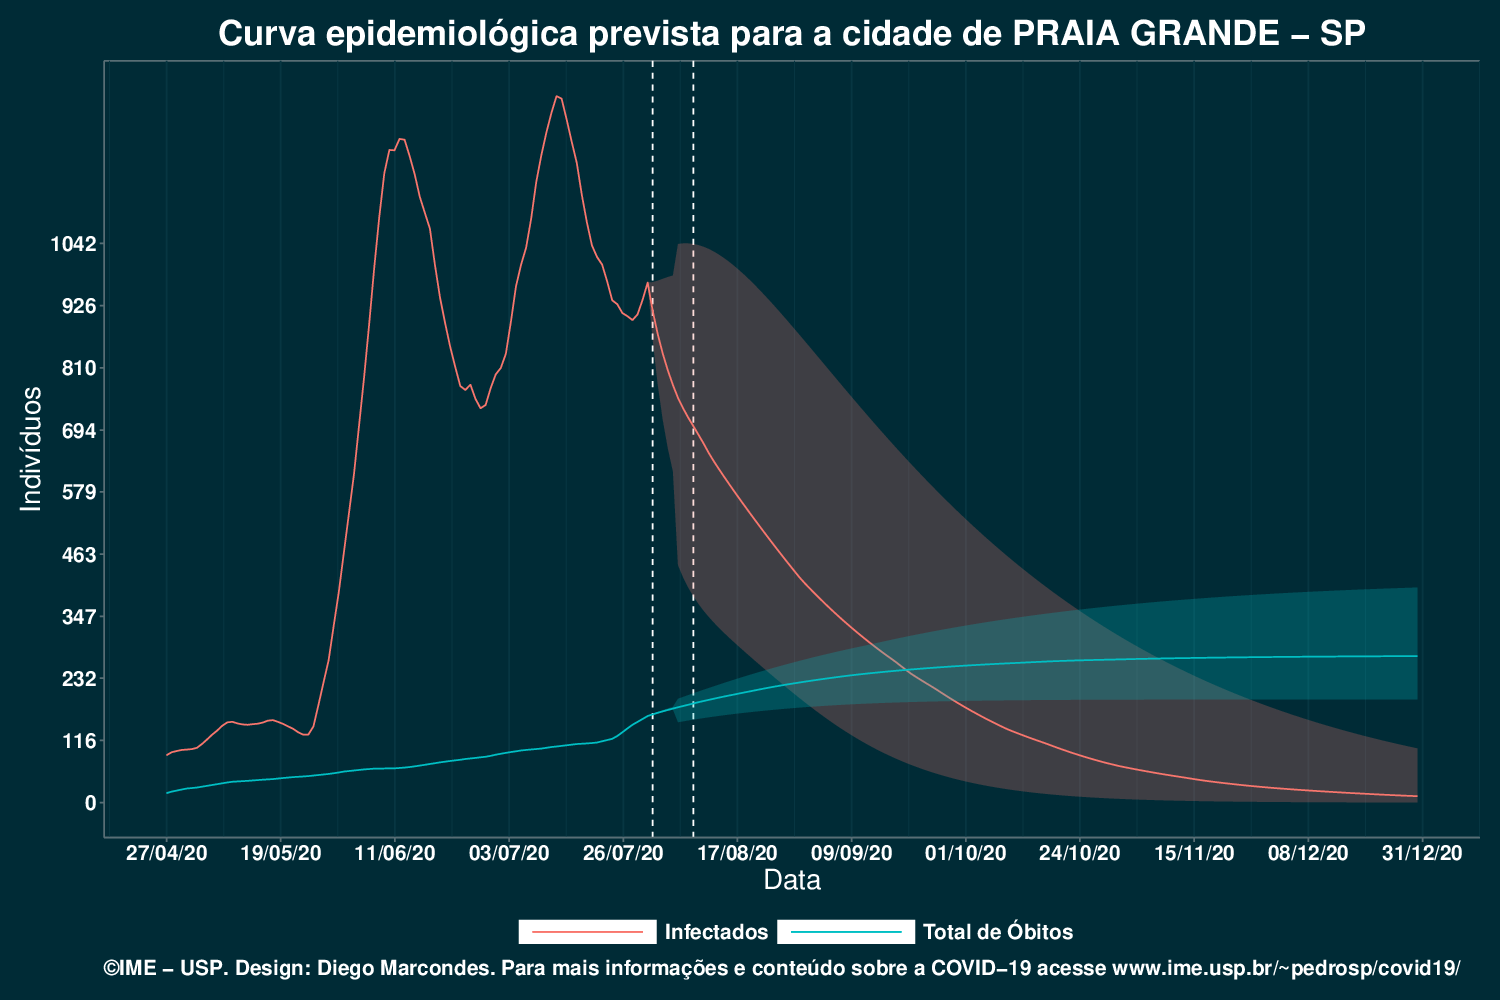 Curva epidemiológica prevista para a cidade de PRAIA GRANDE – SP
Indivíduos
1042
926
810
694
579
463
347
232
116
0
27/04/20 19/05/20 11/06/20 03/07/20 26/07/20 17/08/20 09/09/20 01/10/20 24/10/20 15/11/20 08/12/20 31/12/20
Data
Infectados Total de Óbitos
©IME – USP. Design: Diego Marcondes. Para mais informações e conteúdo sobre a COVID–19 acesse www.ime.usp.br/~pedrosp/covid19/